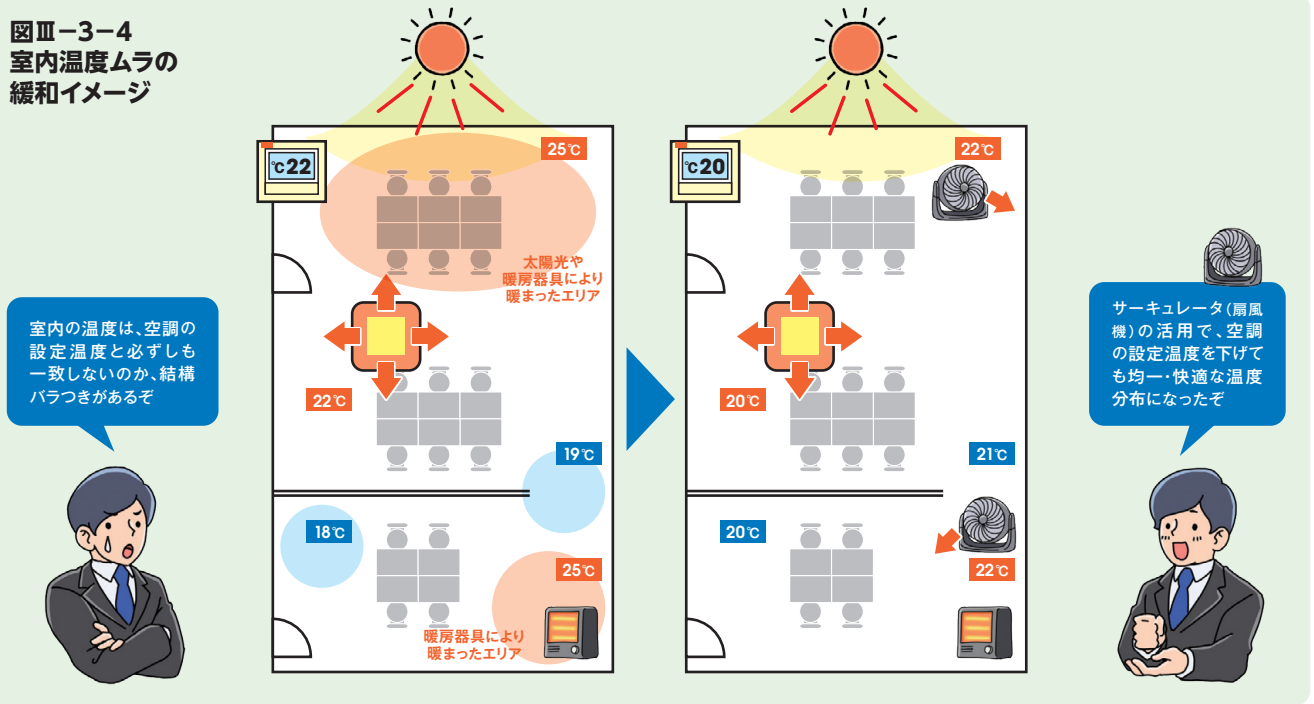 図Ⅲ−3−4
室内温度ムラの
緩和イメージ
℃22
25℃
太陽光や
暖房器具により
暖まったエリア
22℃
19℃
18℃
25℃
暖房器具により
暖まったエリア
室内の温度は、空調の
設定温度と必ずしも
一致しないのか、結構
バラつきがあるぞ
℃20
22℃
20℃
21℃
20℃
22℃
サーキュレータ(扇風
機)の活用で、空調
の設定温度を下げて
も均一・快適な温度
分布になったぞ